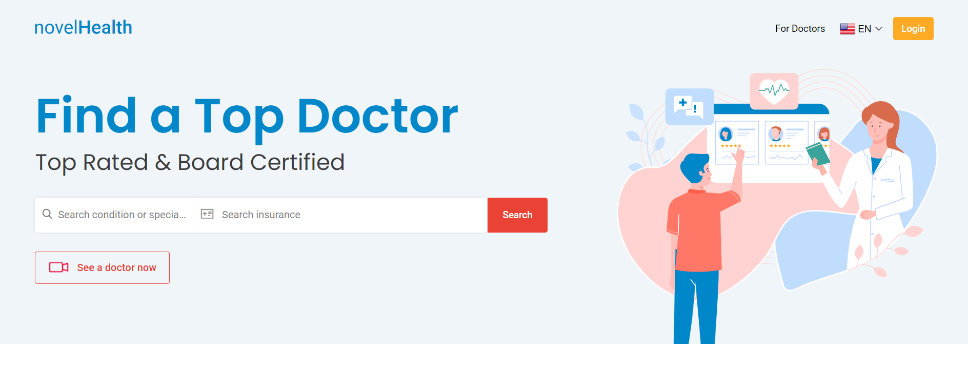 novelHealth
For Doctors
EN
Login
Find a Top Doctor
Top Rated & Board Certified
Search condition or specia...
Search insurance
Search
See a doctor now